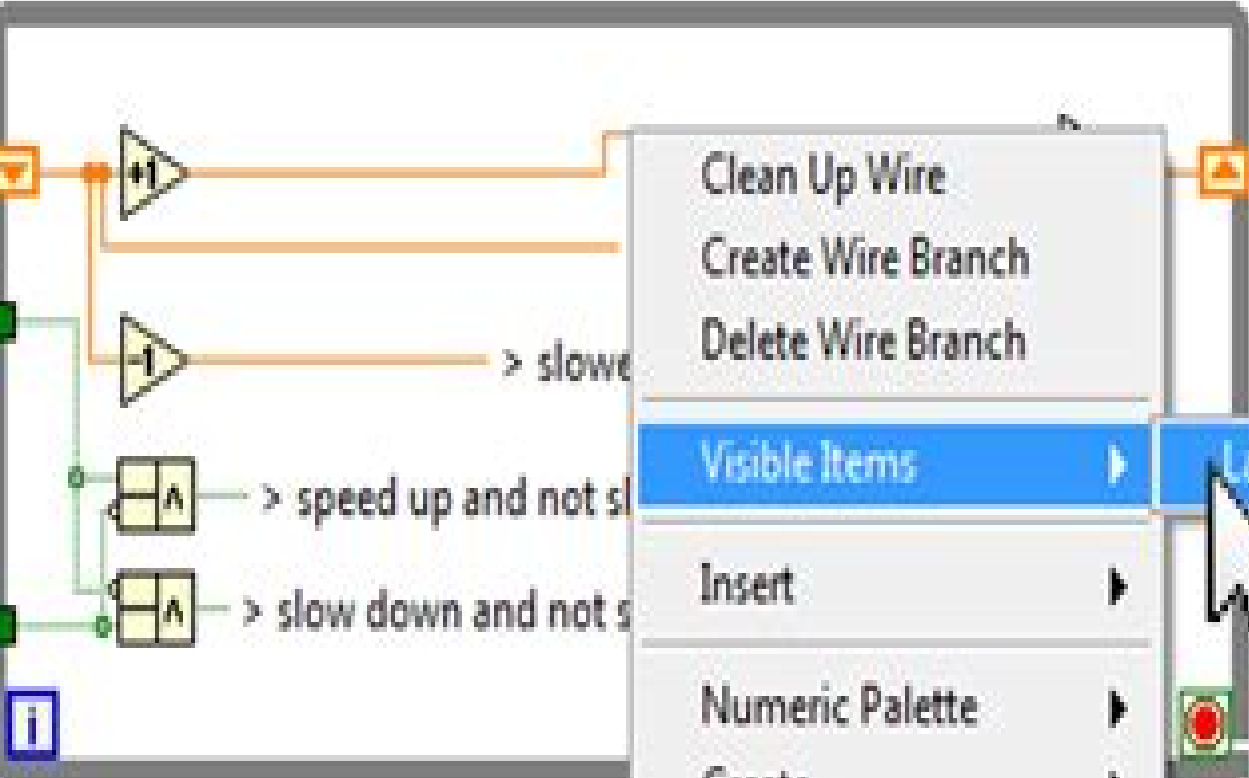 +1
Clean Up Wire
Create Wire Branch
Delete Wire Branch
-1
> slowe
Visible Items
> speed up and not sl
Insert
> slow down and not s
Numeric Palette
i